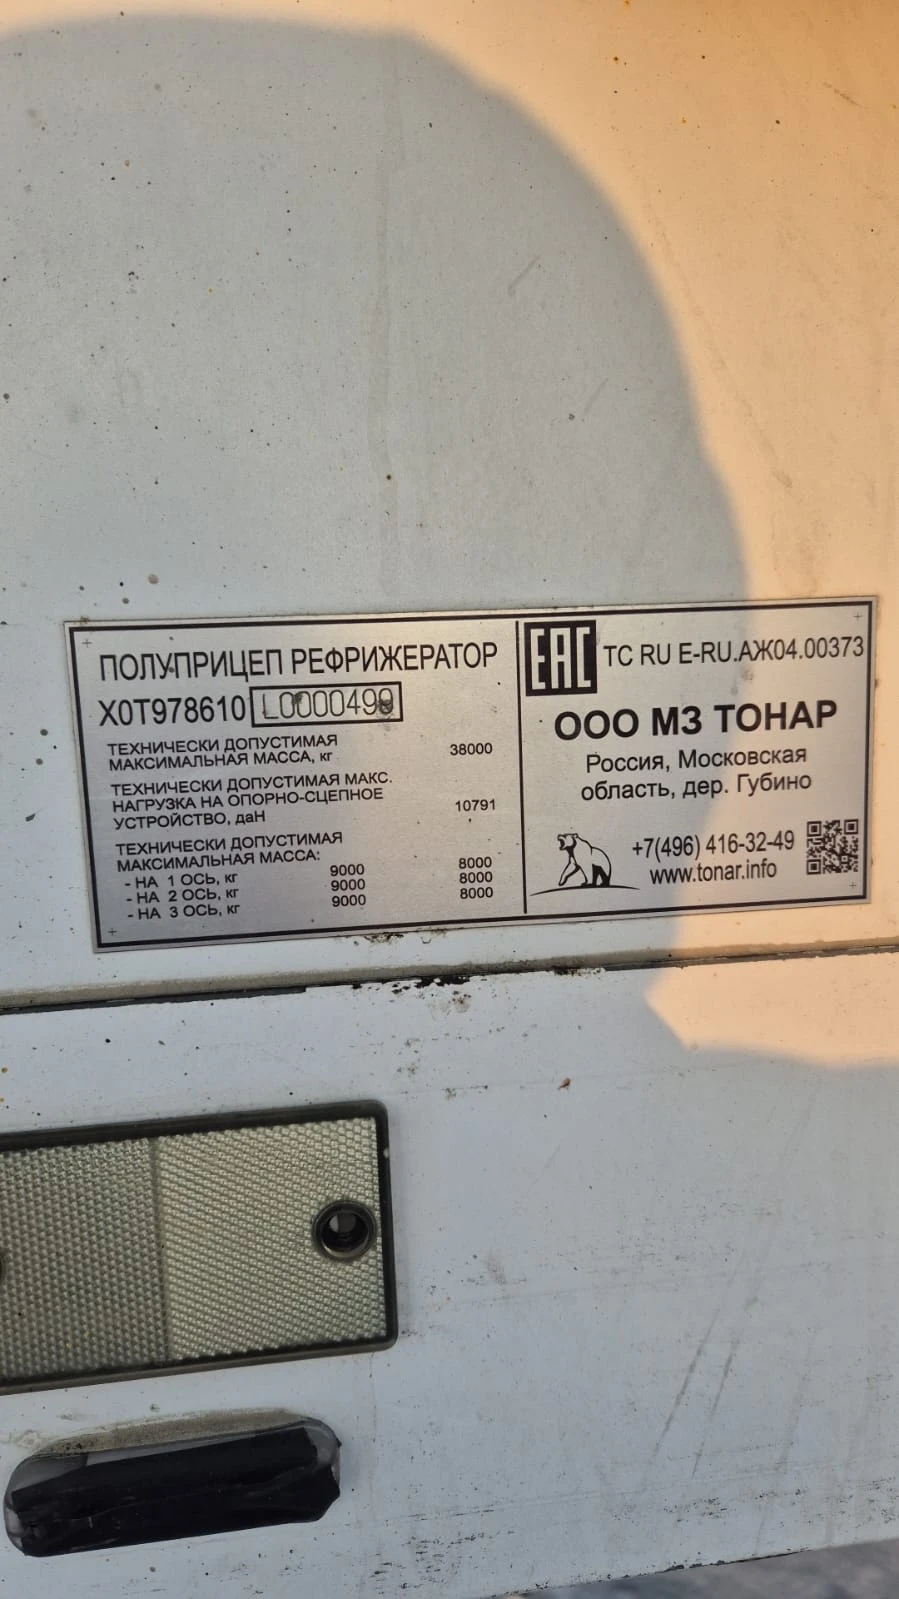 ПОЛУПРИЦЕП РЕФРИЖЕРАТОР
X0T978610
ТЕХНИЧЕСКИ ДОПУСТИМАЯ
МАКСИМАЛЬНАЯ МАССА, кг 38000
ТЕХНИЧЕСКИ ДОПУСТИМАЯ МАКС.
НАГРУЗКА НА ОПОРНО-СЦЕПНОЕ
УСТРОЙСТВО, даН 10791
ТЕХНИЧЕСКИ ДОПУСТИМАЯ
МАКСИМАЛЬНАЯ МАССА:
- НА 1 ОСЬ, кг 9000 8000
- НА 2 ОСЬ, кг 9000 8000
- НА 3 ОСЬ, кг 9000 8000
EAC TC RU E-RU.АЖ04.00373
ООО МЗ ТОНАР
Россия, Московская
область, дер. Губино
+7(496) 416-32-49
www.tonar.info